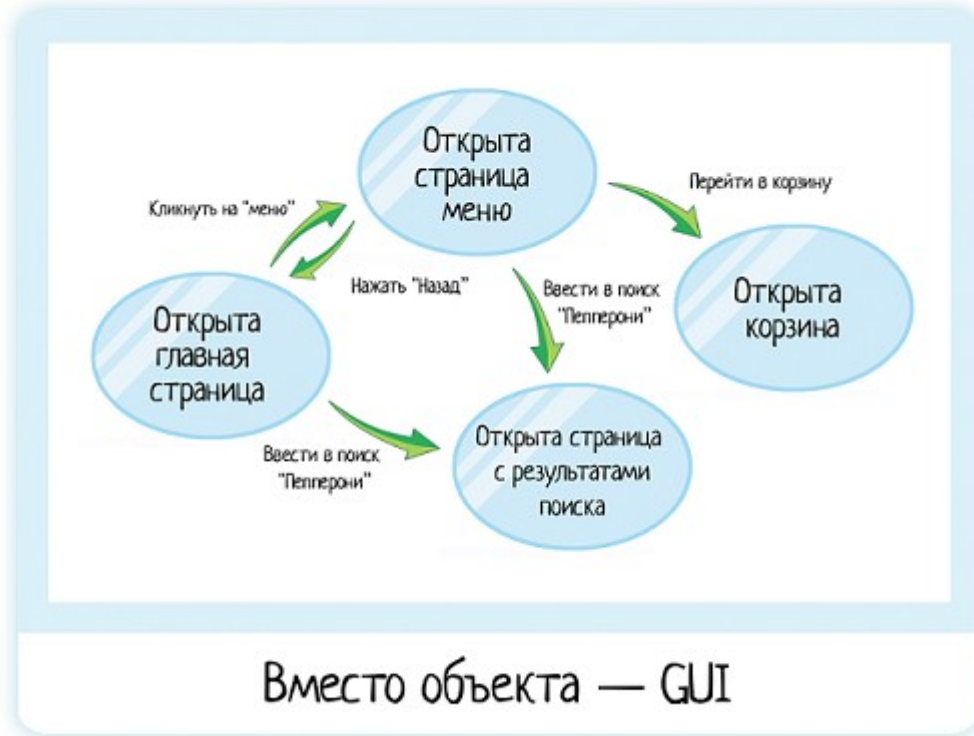 Открыта
страница
меню
Перейти в корзину
Кликнуть на "меню"
Нажать "Назад"
Ввести в поиск
"Пепперони"
Открыта
корзина
Открыта
главная
страница
Ввести в поиск
"Пепперони"
Открыта страница
с результатами
поиска
Вместо объекта — GUI